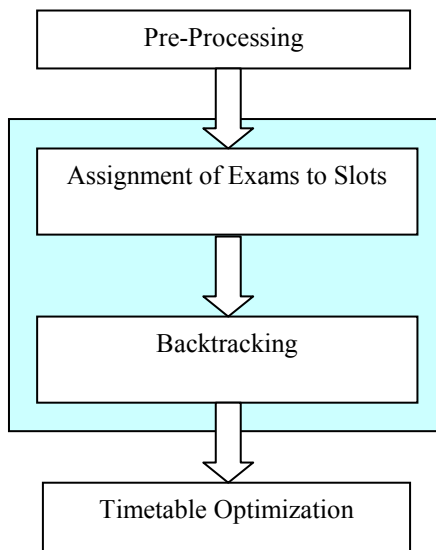 Pre-Processing
Assignment of Exams to Slots
Backtracking
Timetable Optimization